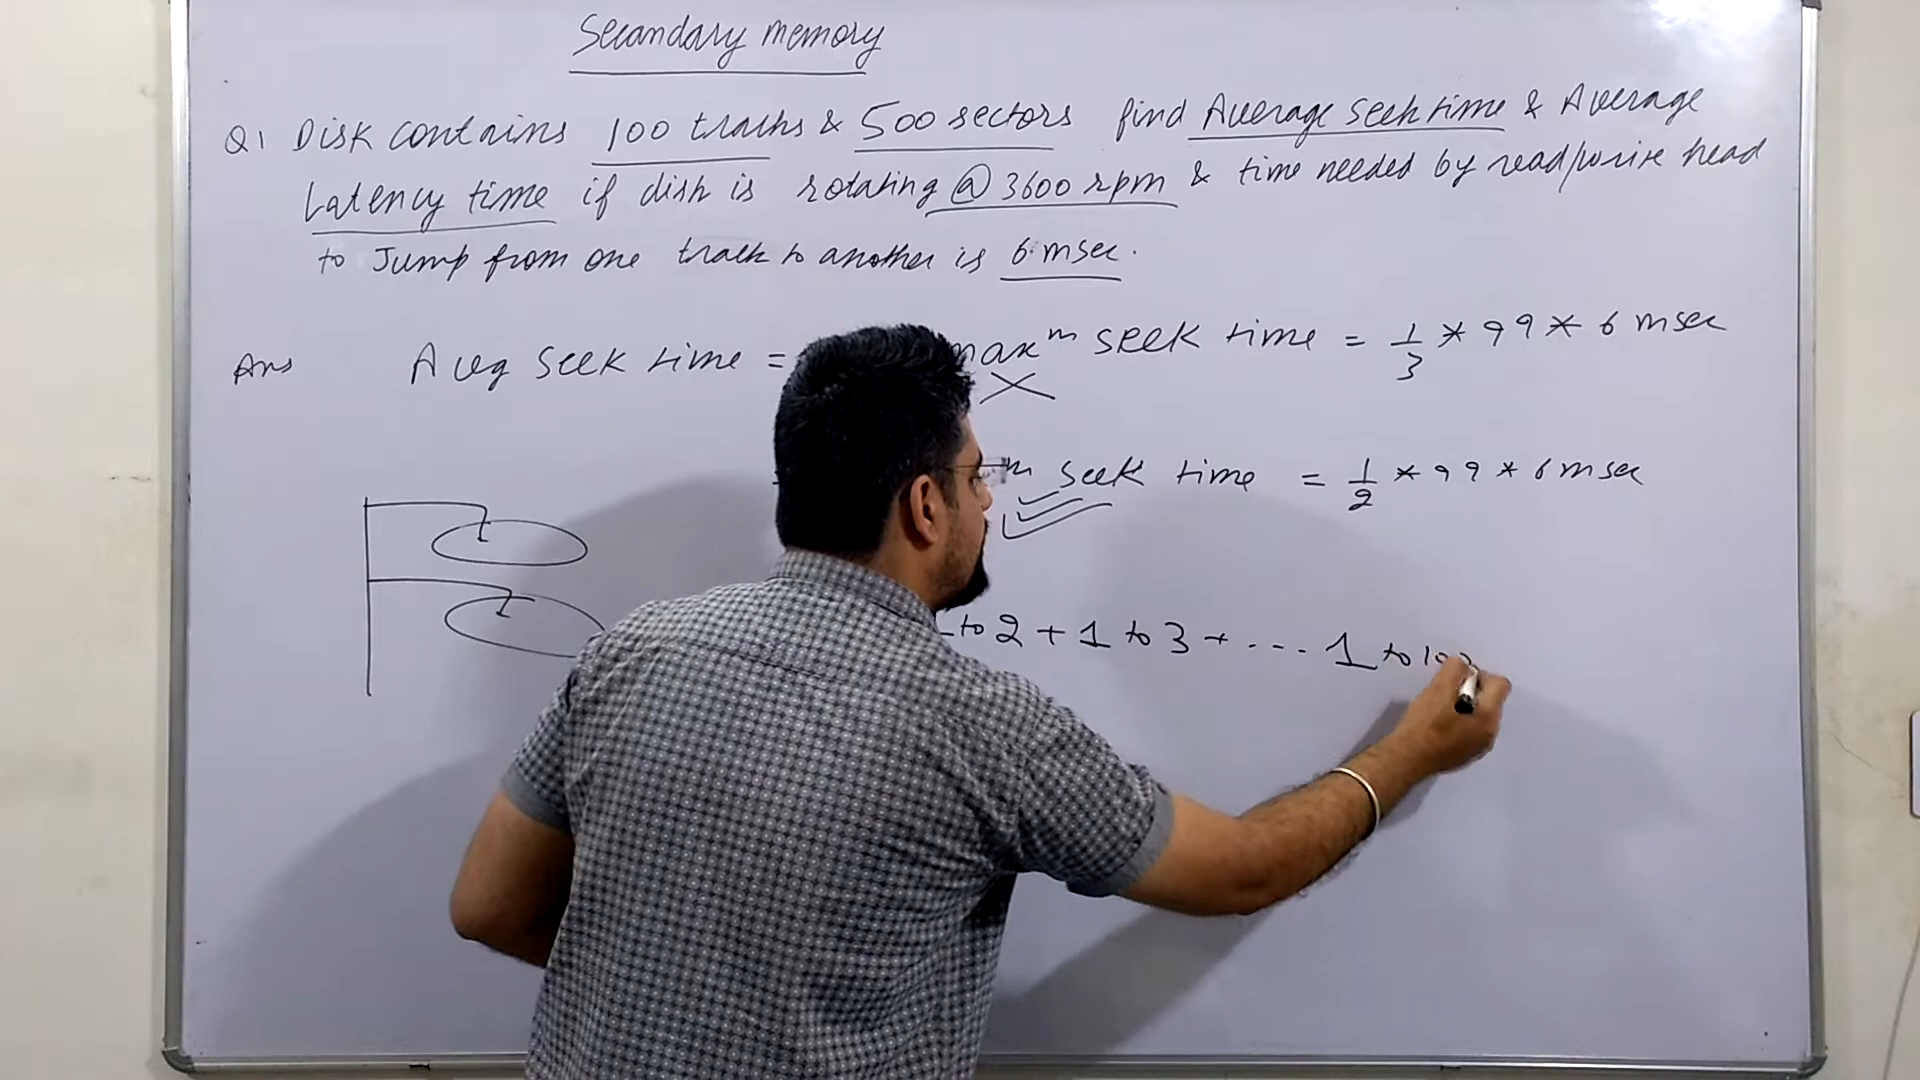 Secondary memory
Q1 Disk contains 100 tracks & 500 sectors find Average seek time & Average
Latency time if disk is rotating @ 3600 rpm & time needed by read/write head
to Jump from one track to another is 6 msec.
Ans Aveg seek time = maxᵐ seek time = 1/3 * 99 * 6 msec
m seek time = 1/2 * 99 * 6 msec
to 2 + 1 to 3 + ... 1 to 100